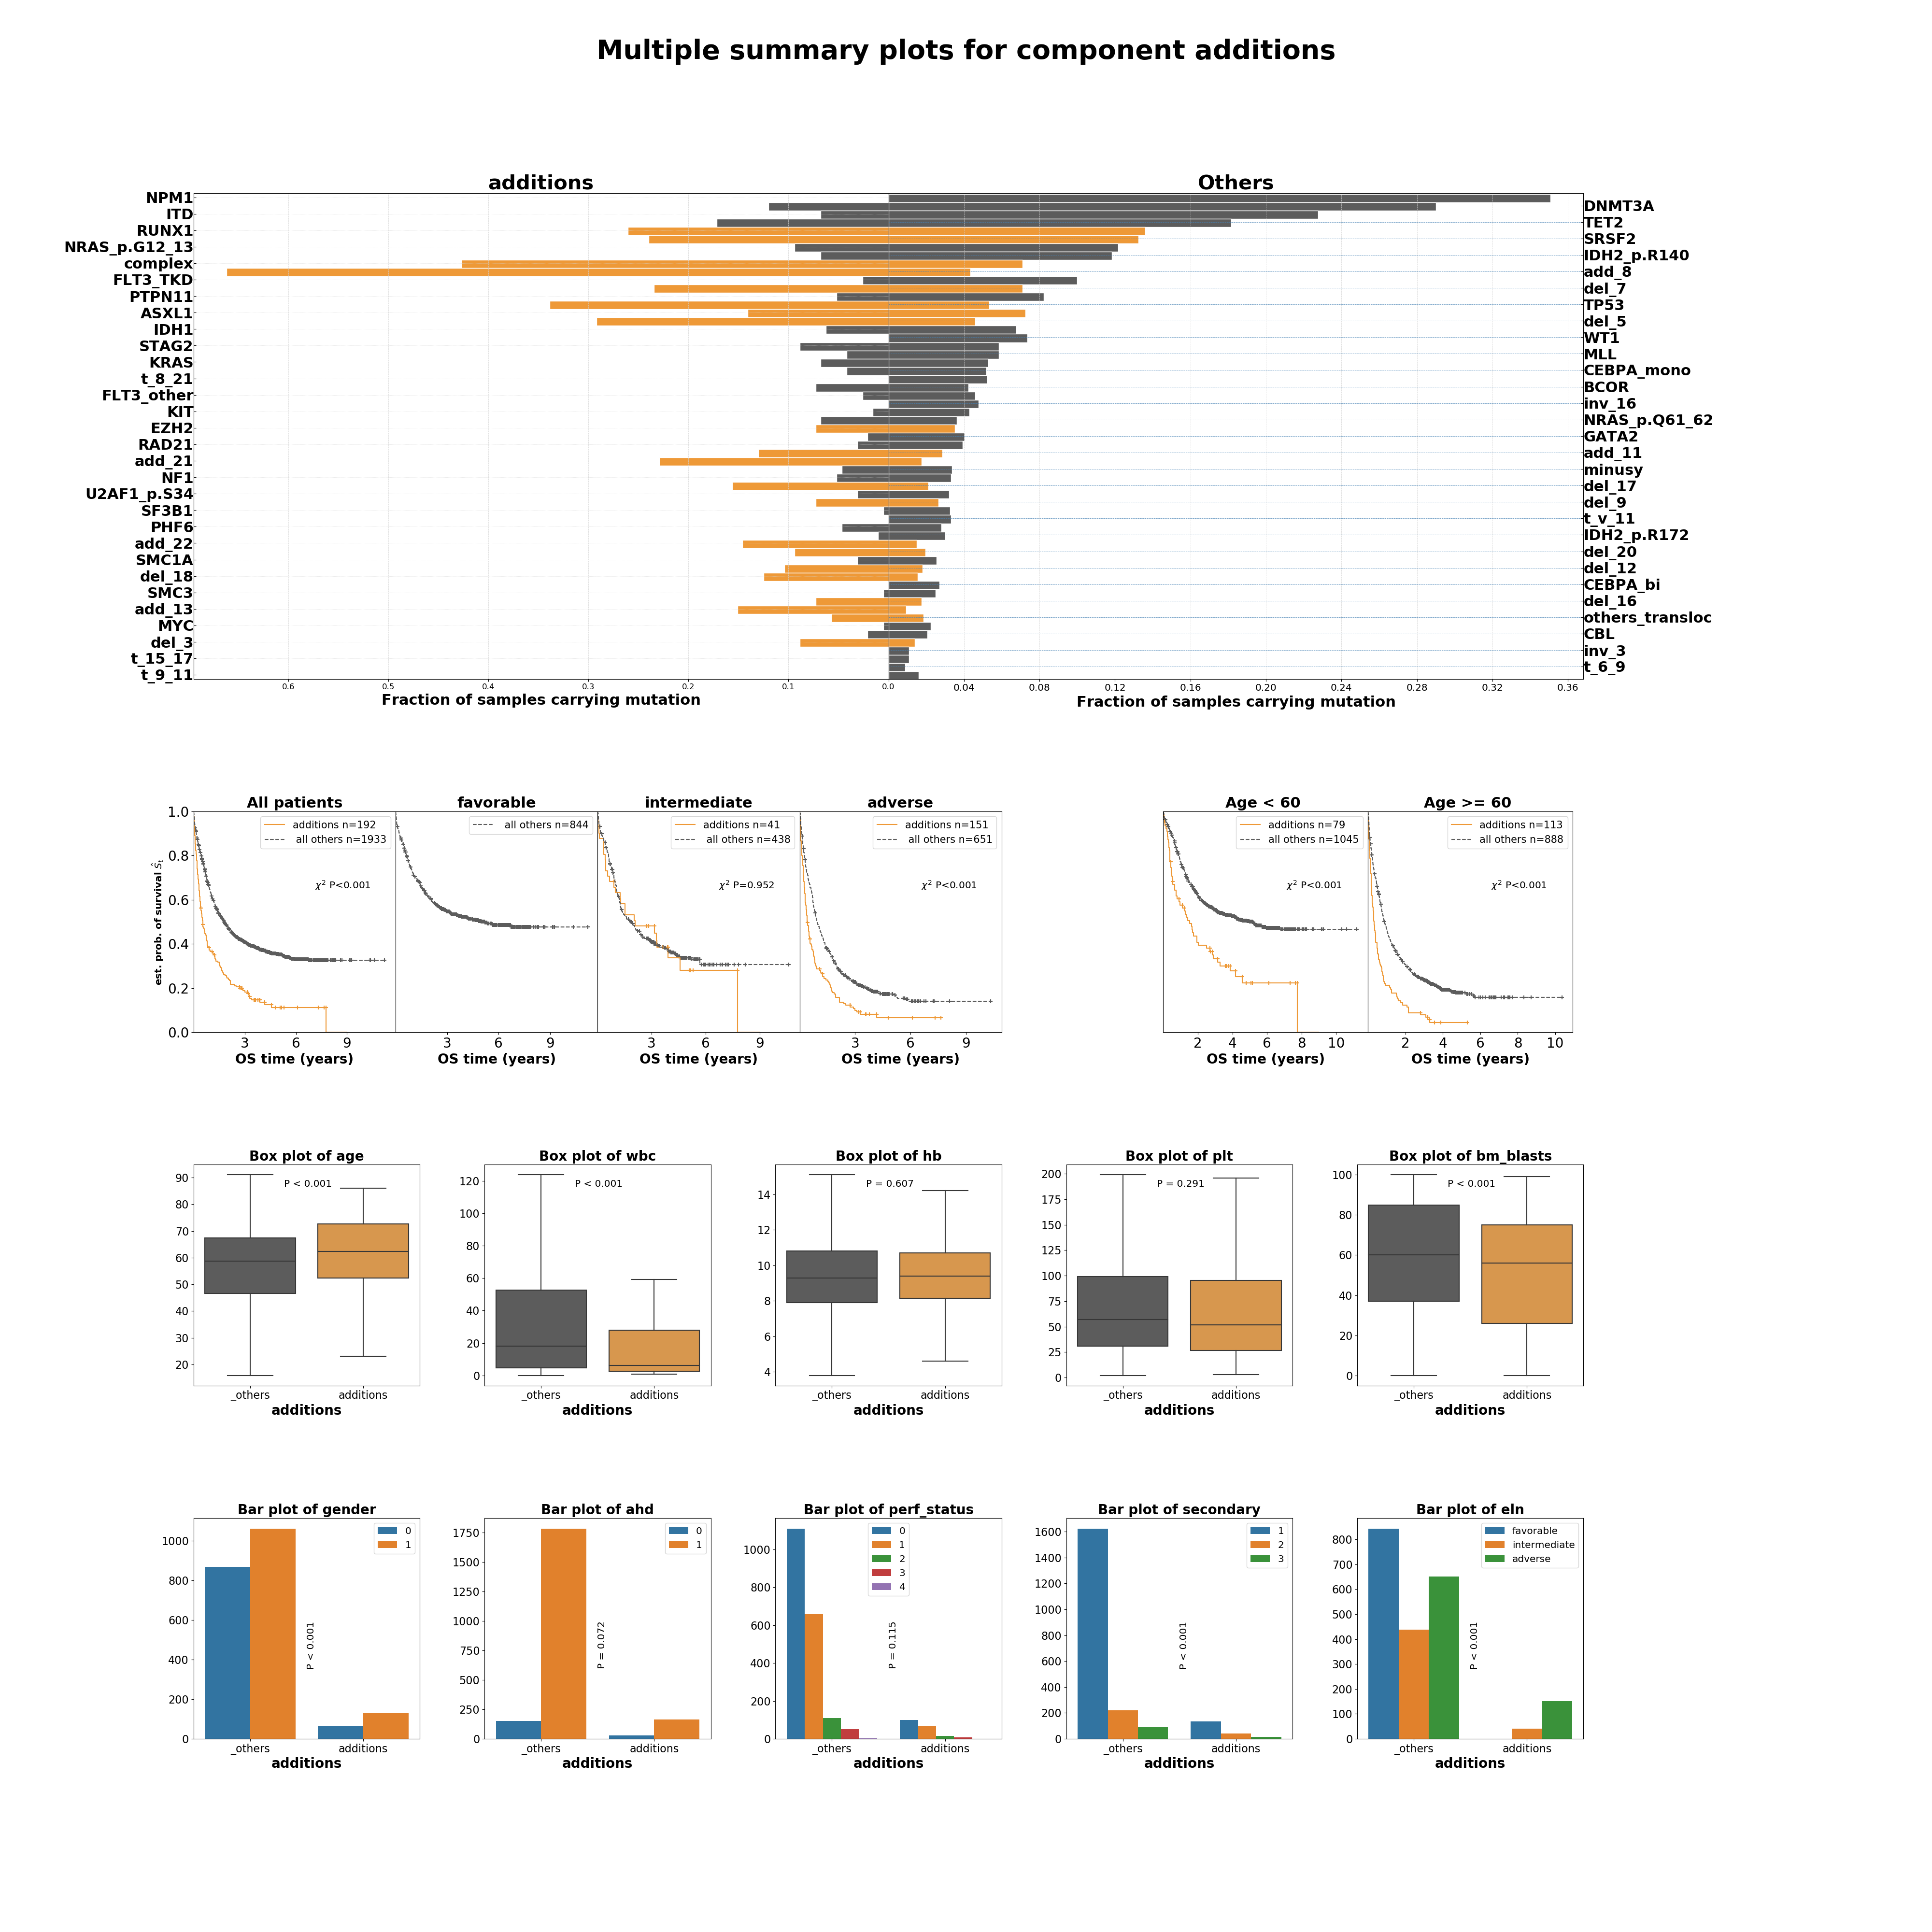 Multiple summary plots for component additions
additions
Others
NPM1
DNMT3A
ITD
TET2
RUNX1
SRSF2
NRAS_p.G12_13
IDH2_p.R140
complex
add_8
FLT3_TKD
del_7
PTPN11
TP53
ASXL1
del_5
IDH1
WT1
STAG2
MLL
KRAS
CEBPA_mono
t_8_21
BCOR
FLT3_other
inv_16
KIT
NRAS_p.Q61_62
EZH2
GATA2
RAD21
add_11
add_21
minusy
NF1
del_17
U2AF1_p.S34
del_9
SF3B1
t_v_11
PHF6
IDH2_p.R172
add_22
del_20
SMC1A
del_12
del_18
CEBPA_bi
SMC3
del_16
add_13
others_transloc
MYC
CBL
del_3
inv_3
t_15_17
t_6_9
t_9_11
0.6 0.5 0.4 0.3 0.2 0.1 0.0 0.04 0.08 0.12 0.16 0.20 0.24 0.28 0.32 0.36
Fraction of samples carrying mutation
Fraction of samples carrying mutation
All patients
favorable
intermediate
adverse
Age < 60
Age >= 60
est. prob. of survival Ŝt
1.0
0.8
0.6
0.4
0.2
0.0
additions n=192
all others n=1933
χ² P<0.001
all others n=844
additions n=41
all others n=438
χ² P=0.952
additions n=151
all others n=651
χ² P<0.001
additions n=79
all others n=1045
χ² P<0.001
additions n=113
all others n=888
χ² P<0.001
3 6 9
3 6 9
3 6 9
3 6 9
2 4 6 8 10
2 4 6 8 10
OS time (years)
OS time (years)
OS time (years)
OS time (years)
OS time (years)
OS time (years)
Box plot of age
90
80
70
60
50
40
30
20
P < 0.001
_others additions
additions
Box plot of wbc
120
100
80
60
40
20
0
P < 0.001
_others additions
additions
Box plot of hb
14
12
10
8
6
4
P = 0.607
_others additions
additions
Box plot of plt
200
175
150
125
100
75
50
25
0
P = 0.291
_others additions
additions
Box plot of bm_blasts
100
80
60
40
20
0
P < 0.001
_others additions
additions
Bar plot of gender
1000
800
600
400
200
0
0
1
P < 0.001
_others additions
additions
Bar plot of ahd
1750
1500
1250
1000
750
500
250
0
0
1
P = 0.072
_others additions
additions
Bar plot of perf_status
1000
800
600
400
200
0
0
1
2
3
4
P = 0.115
_others additions
additions
Bar plot of secondary
1600
1400
1200
1000
800
600
400
200
0
1
2
3
P < 0.001
_others additions
additions
Bar plot of eln
800
700
600
500
400
300
200
100
0
favorable
intermediate
adverse
P < 0.001
_others additions
additions